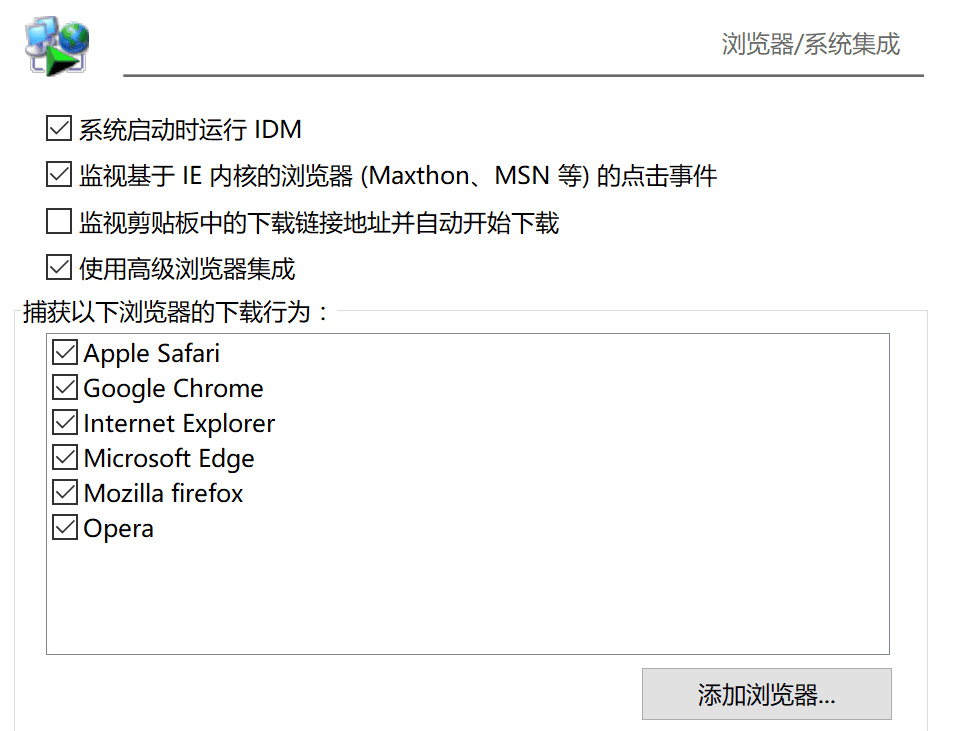 浏览器/系统集成
系统启动时运行 IDM
监视基于 IE 内核的浏览器 (Maxthon、MSN 等) 的点击事件
监视剪贴板中的下载链接地址并自动开始下载
使用高级浏览器集成
捕获以下浏览器的下载行为：
Apple Safari
Google Chrome
Internet Explorer
Microsoft Edge
Mozilla firefox
Opera
添加浏览器...